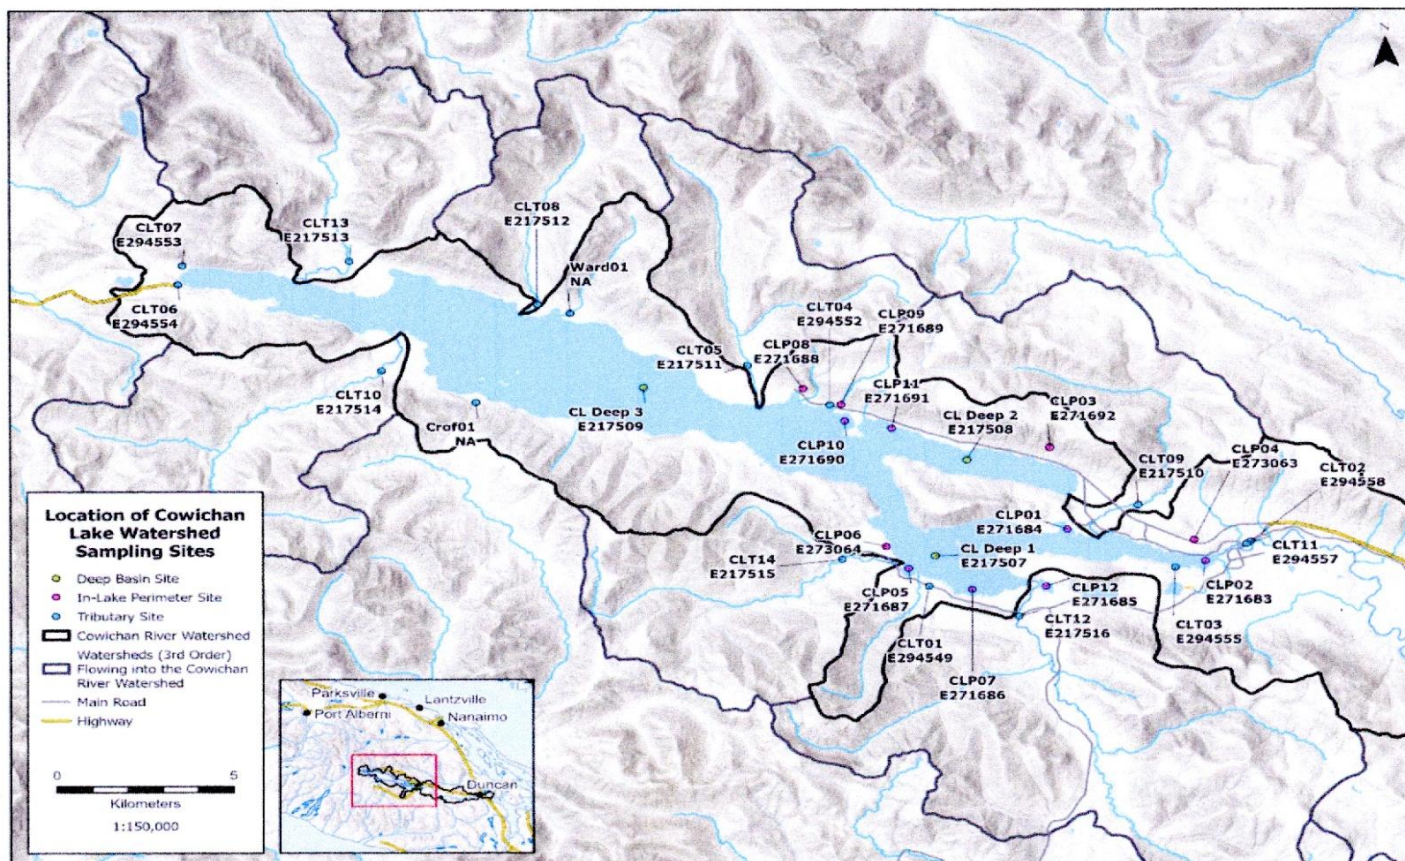 CLT07
E294553
CLT13
E217513
CLT08
E217512
Ward01
NA
CLT06
E294554
CLT04
E294552
CLP09
E271689
CLP08
E271688
CLT05
E217511
CLP11
E271691
CLT10
E217514
CL Deep 3
E217509
Crof01
NA
CL Deep 2
E217508
CLP03
E271692
CLP10
E271690
CLT09
E217510
CLP04
E273063
CLT02
E294558
CLP01
E271684
CLP06
E273064
CL Deep 1
E217507
CLT11
E294557
CLT14
E217515
CLP05
E271687
CLP12
E271685
CLP02
E271683
CLT12
E217516
CLT03
E294555
CLT01
E294549
CLP07
E271686
Location of Cowichan
Lake Watershed
Sampling Sites
Deep Basin Site
In-Lake Perimeter Site
Tributary Site
Cowichan River Watershed
Watersheds (3rd Order)
Flowing into the Cowichan
River Watershed
Main Road
Highway
0 5
Kilometers
1:150,000
Parksville
Lantzville
Port Alberni
Nanaimo
Duncan